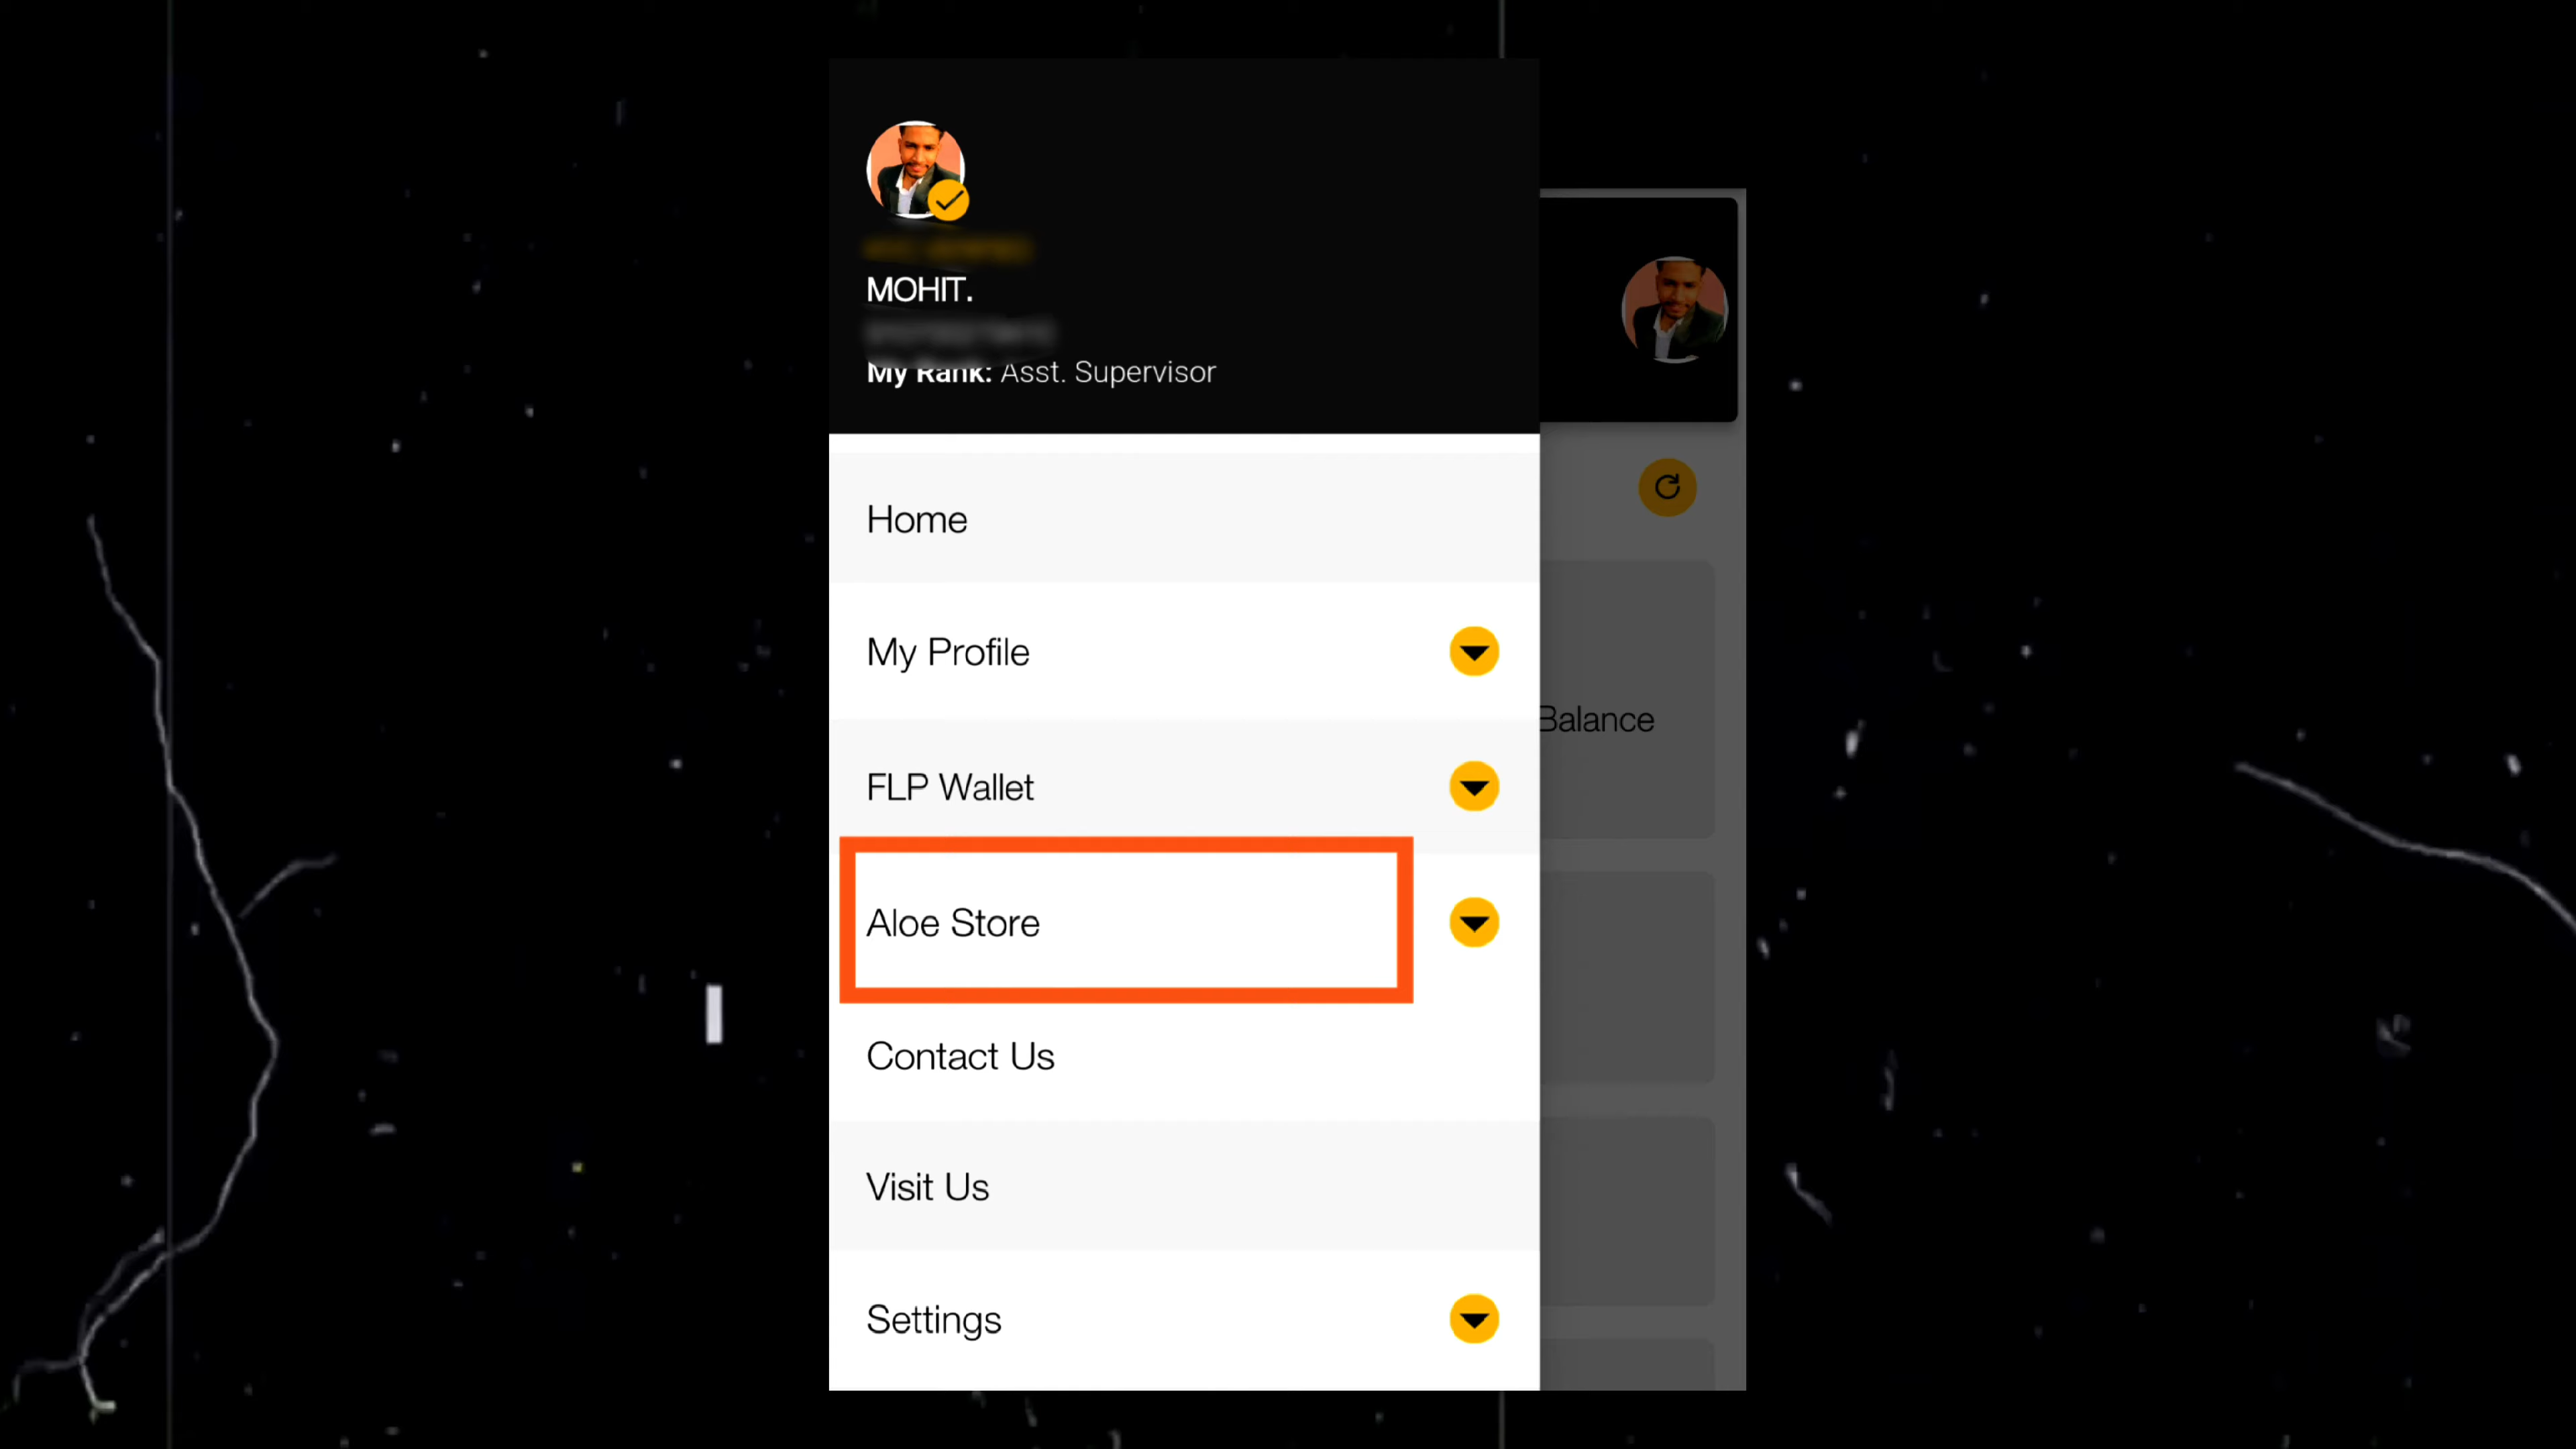 MOHIT.
My Rank: Asst. Supervisor
Home
My Profile
FLP Wallet
Balance
Aloe Store
Contact Us
Visit Us
Settings